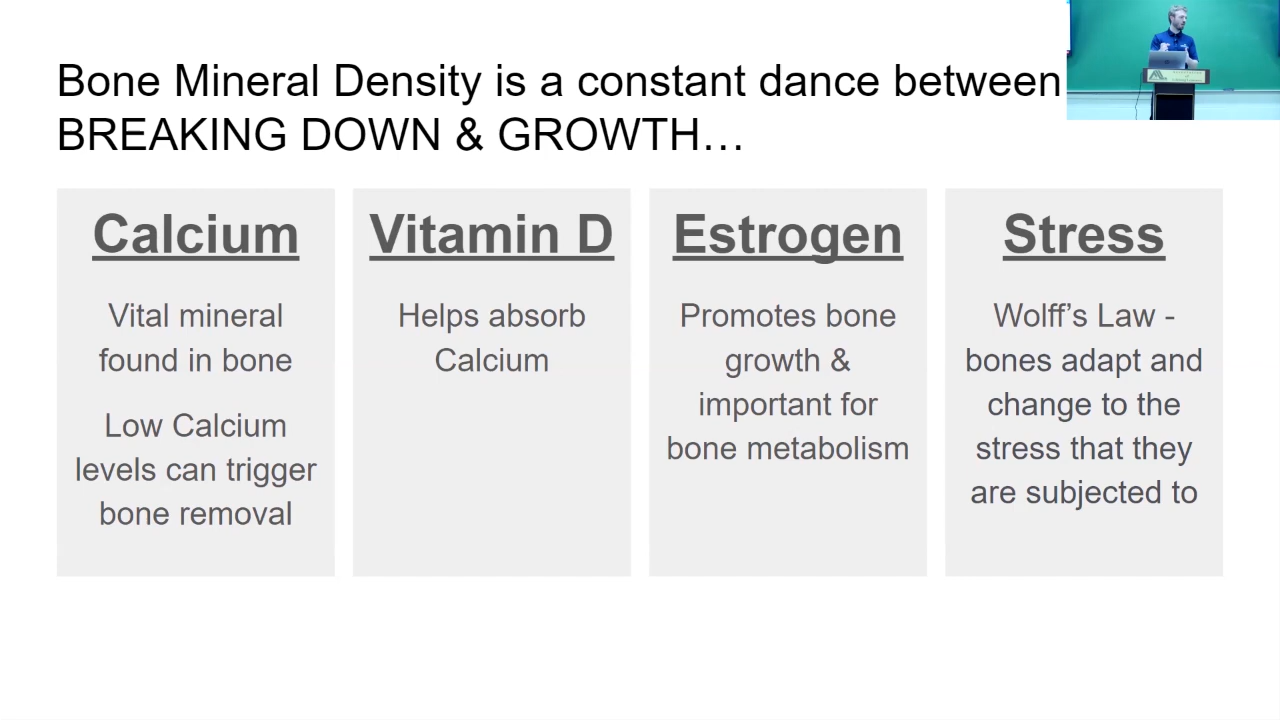 Bone Mineral Density is a constant dance between
BREAKING DOWN & GROWTH…
Calcium
Vital mineral
found in bone
Low Calcium
levels can trigger
bone removal
Vitamin D
Helps absorb
Calcium
Estrogen
Promotes bone
growth &
important for
bone metabolism
Stress
Wolff’s Law -
bones adapt and
change to the
stress that they
are subjected to